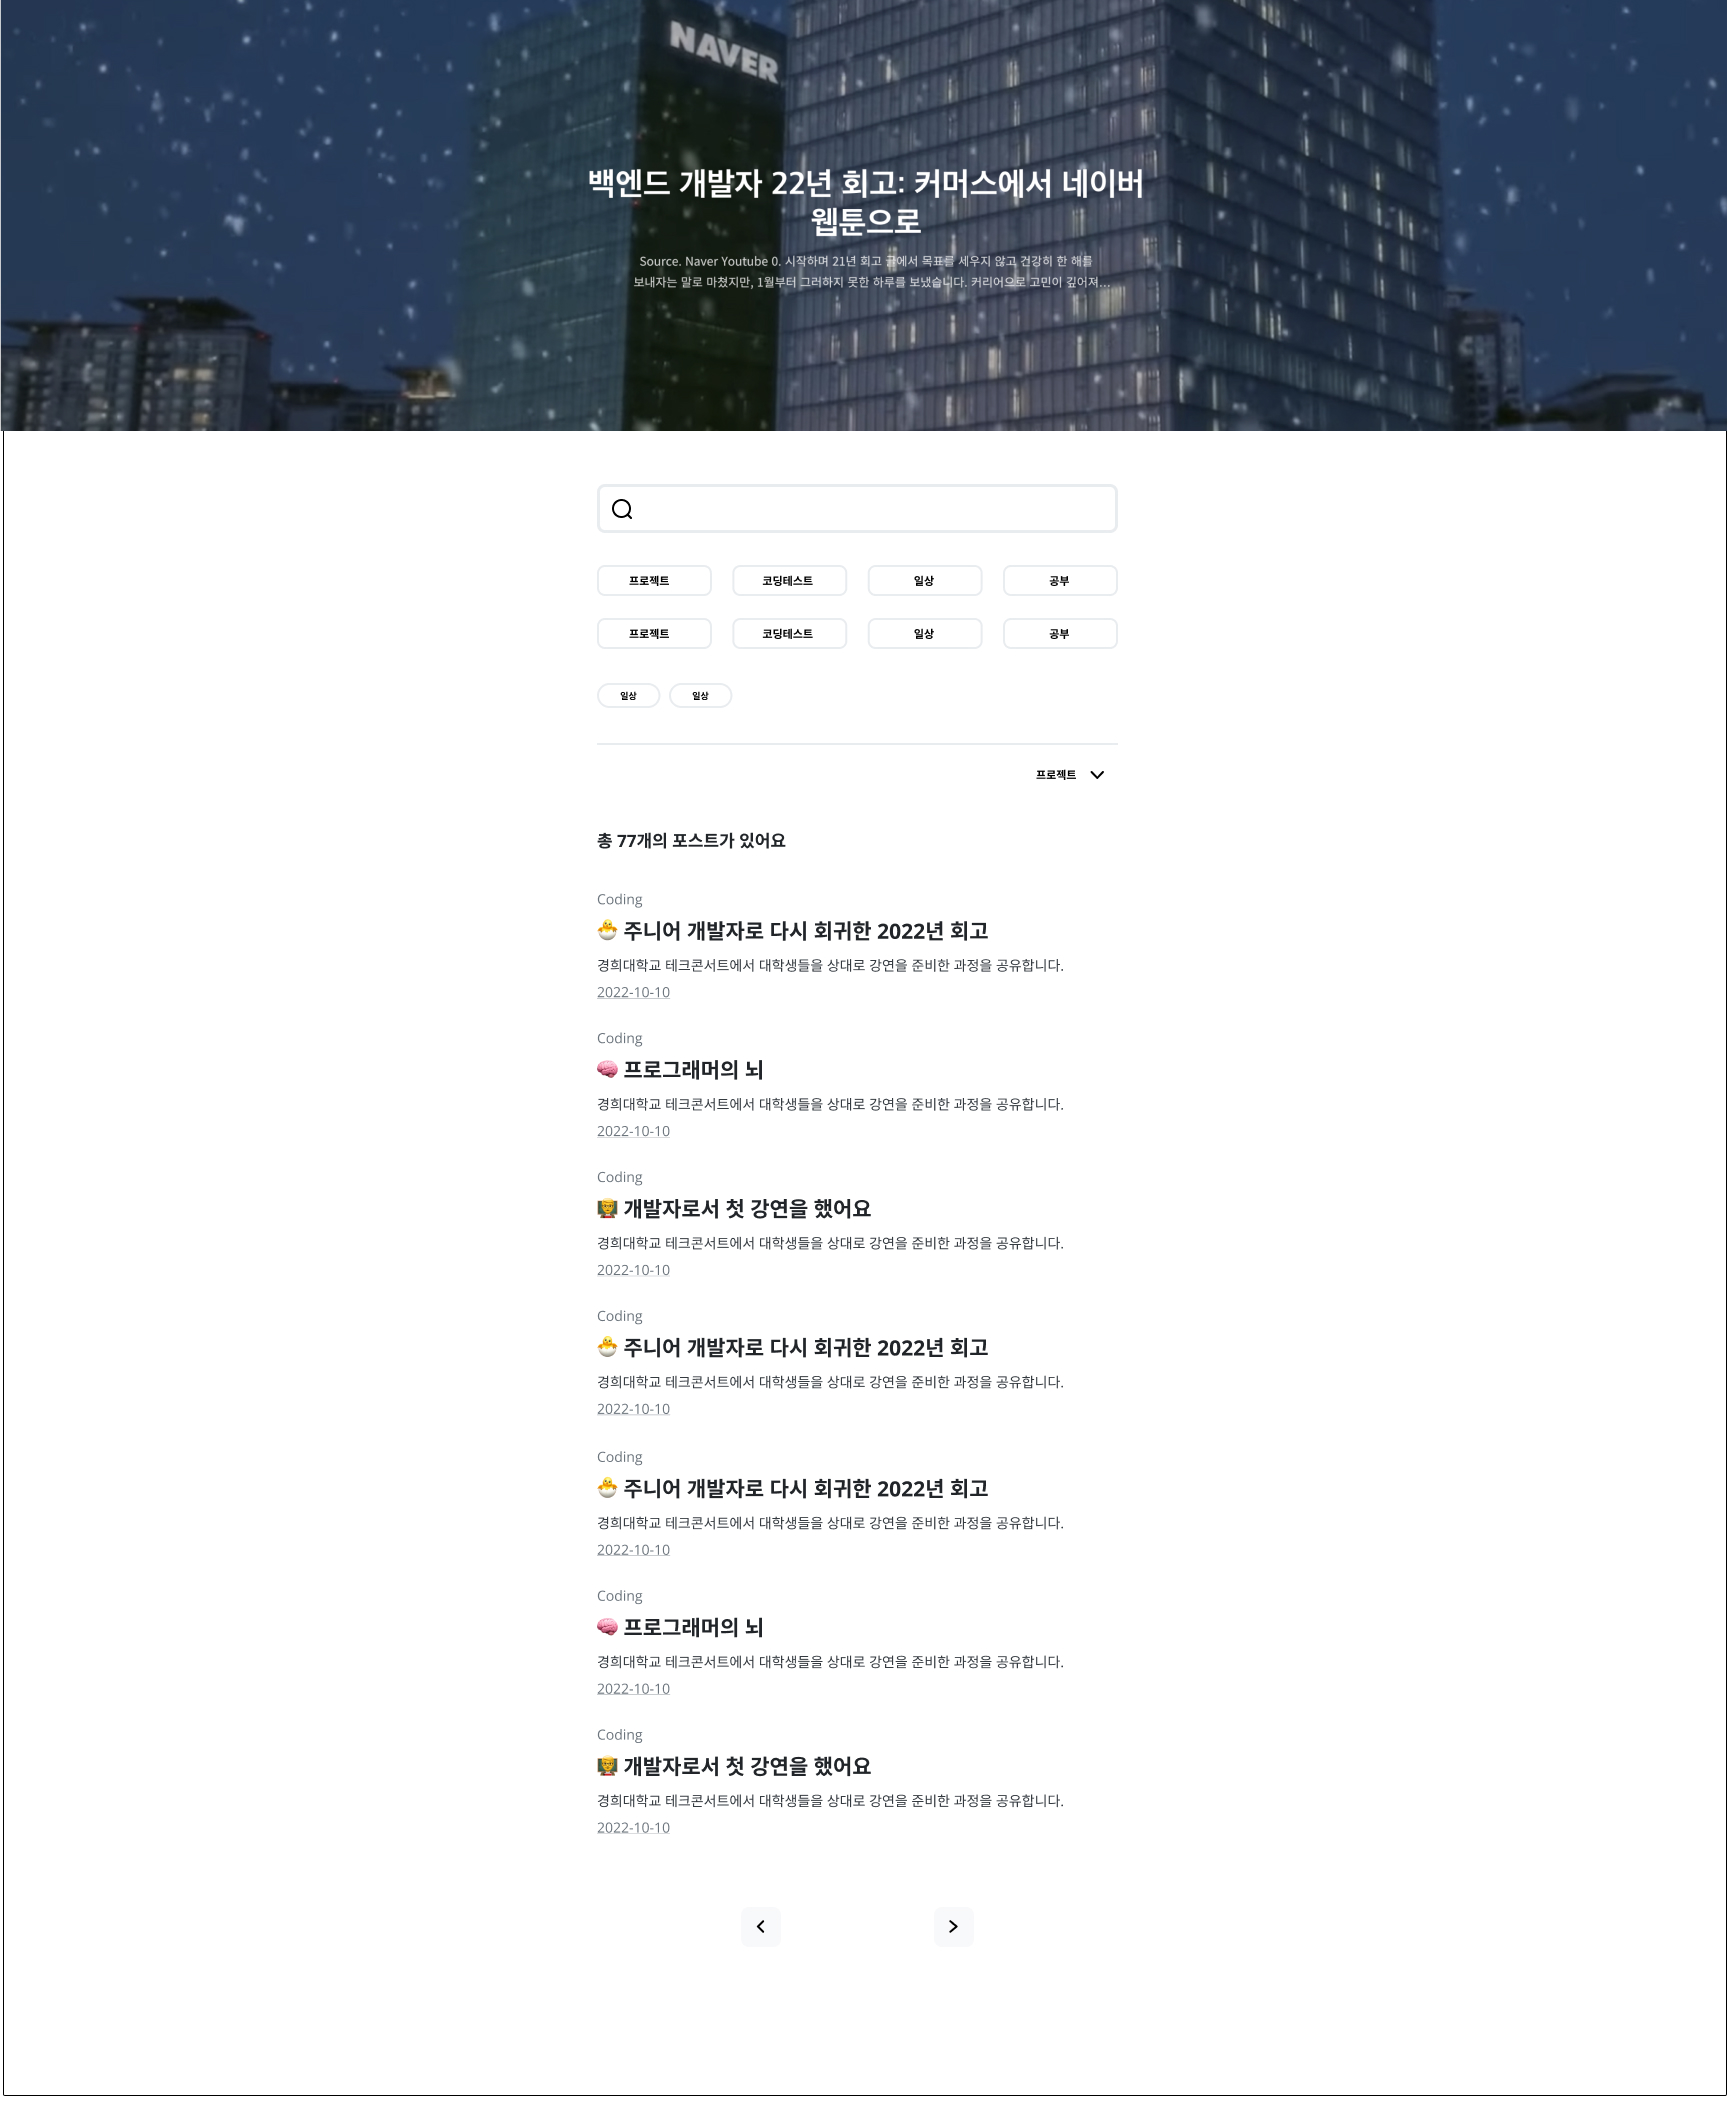 NAVER
백엔드 개발자 22년 회고: 커머스에서 네이버
웹툰으로
Source. Naver Youtube 0. 시작하며 21년 회고 글에서 목표를 세우지 않고 건강히 한 해를
보내자는 말로 마쳤지만, 1월부터 그러하지 못한 하루를 보냈습니다. 커리어으로 고민이 깊어져...
프로젝트 코딩테스트 일상 공부
프로젝트 코딩테스트 일상 공부
일상 일상
프로젝트
총 77개의 포스트가 있어요
Coding
🐣 주니어 개발자로 다시 회귀한 2022년 회고
경희대학교 테크콘서트에서 대학생들을 상대로 강연을 준비한 과정을 공유합니다.
2022-10-10
Coding
🧠 프로그래머의 뇌
경희대학교 테크콘서트에서 대학생들을 상대로 강연을 준비한 과정을 공유합니다.
2022-10-10
Coding
👨‍🏫 개발자로서 첫 강연을 했어요
경희대학교 테크콘서트에서 대학생들을 상대로 강연을 준비한 과정을 공유합니다.
2022-10-10
Coding
🐣 주니어 개발자로 다시 회귀한 2022년 회고
경희대학교 테크콘서트에서 대학생들을 상대로 강연을 준비한 과정을 공유합니다.
2022-10-10
Coding
🐣 주니어 개발자로 다시 회귀한 2022년 회고
경희대학교 테크콘서트에서 대학생들을 상대로 강연을 준비한 과정을 공유합니다.
2022-10-10
Coding
🧠 프로그래머의 뇌
경희대학교 테크콘서트에서 대학생들을 상대로 강연을 준비한 과정을 공유합니다.
2022-10-10
Coding
👨‍🏫 개발자로서 첫 강연을 했어요
경희대학교 테크콘서트에서 대학생들을 상대로 강연을 준비한 과정을 공유합니다.
2022-10-10